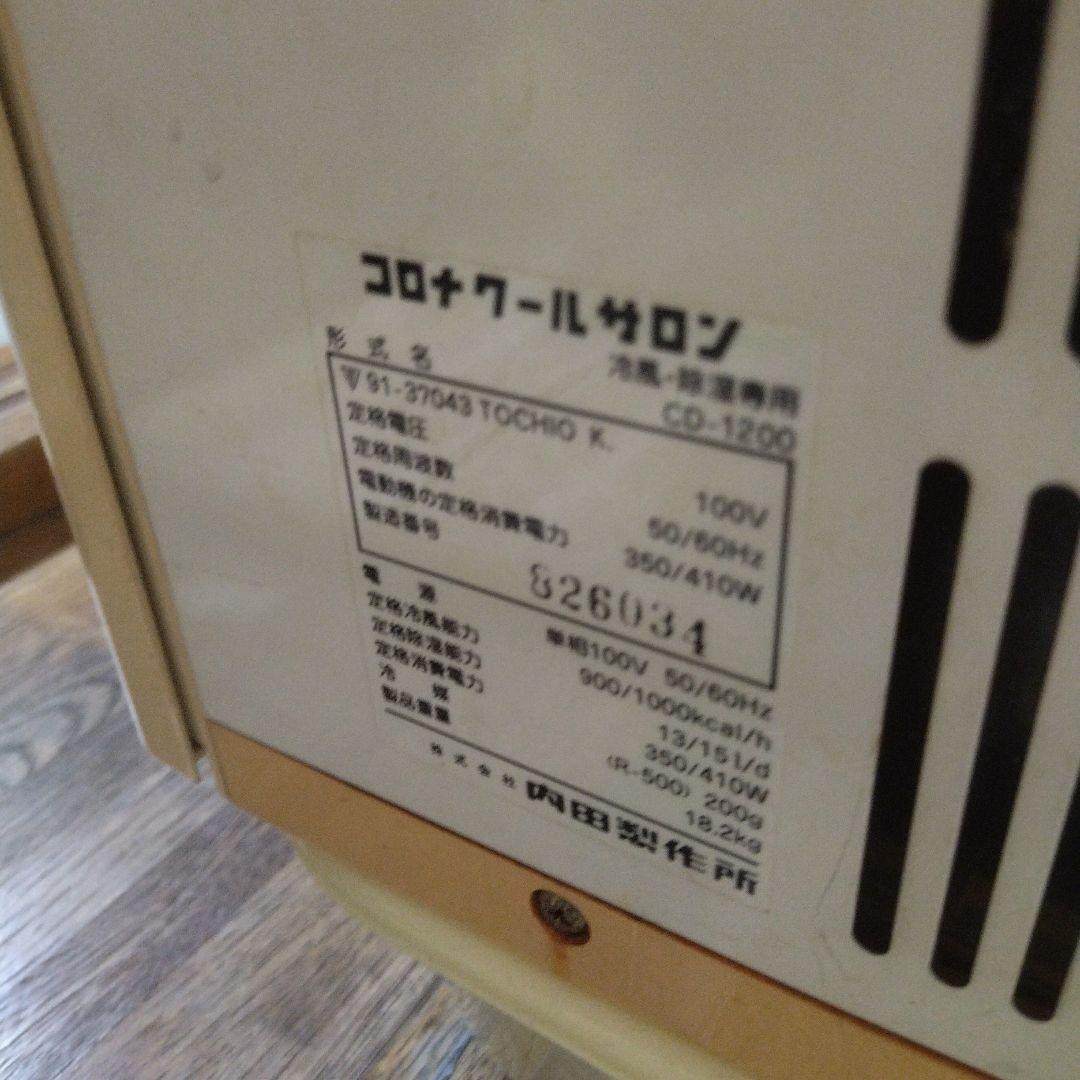 コロナクールサロン
冷風・除湿専用
形式名 CD-1200
91-37043 TOCHIO K.
定格電圧 100V
定格周波数 50/60Hz
電動機の定格消費電力 350/410W
製造番号 826034
電源 単相100V 50/60Hz
定格冷風能力 900/1000kcal/h
定格除湿能力 13/15l/d
定格消費電力 350/410W
冷媒 (R-500) 200g
製品重量 18.2kg
株式会社 内田製作所